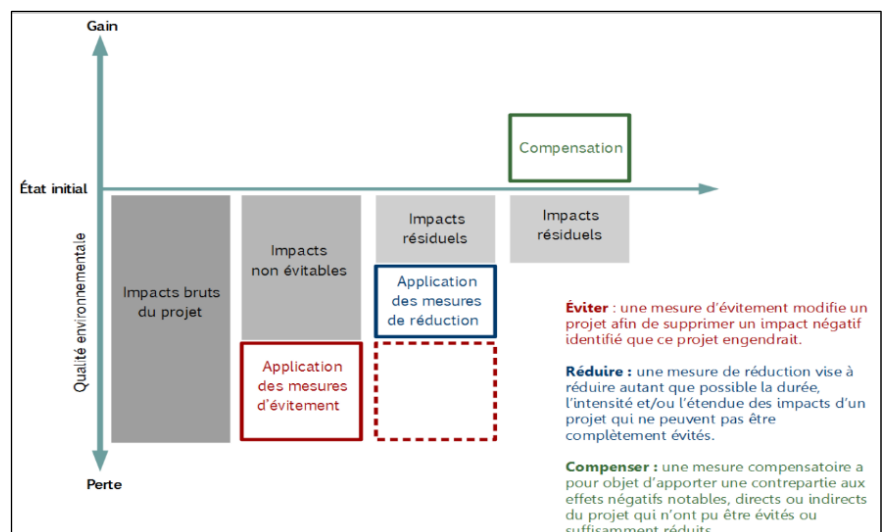 Gain
Compensation
État initial
Qualité environnementale
Impacts bruts
du projet
Impacts
non évitables
Application
des mesures
d'évitement
Impacts
résiduels
Application
des mesures
de réduction
Impacts
résiduels
Perte
Éviter : une mesure d'évitement modifie un
projet afin de supprimer un impact négatif
identifié que ce projet engendrait.
Réduire : une mesure de réduction vise à
réduire autant que possible la durée,
l'intensité et/ou l'étendue des impacts d'un
projet qui ne peuvent pas être
complètement évités.
Compenser : une mesure compensatoire a
pour objet d'apporter une contrepartie aux
effets négatifs notables, directs ou indirects
du projet qui n'ont pu être évités ou
suffisamment réduits